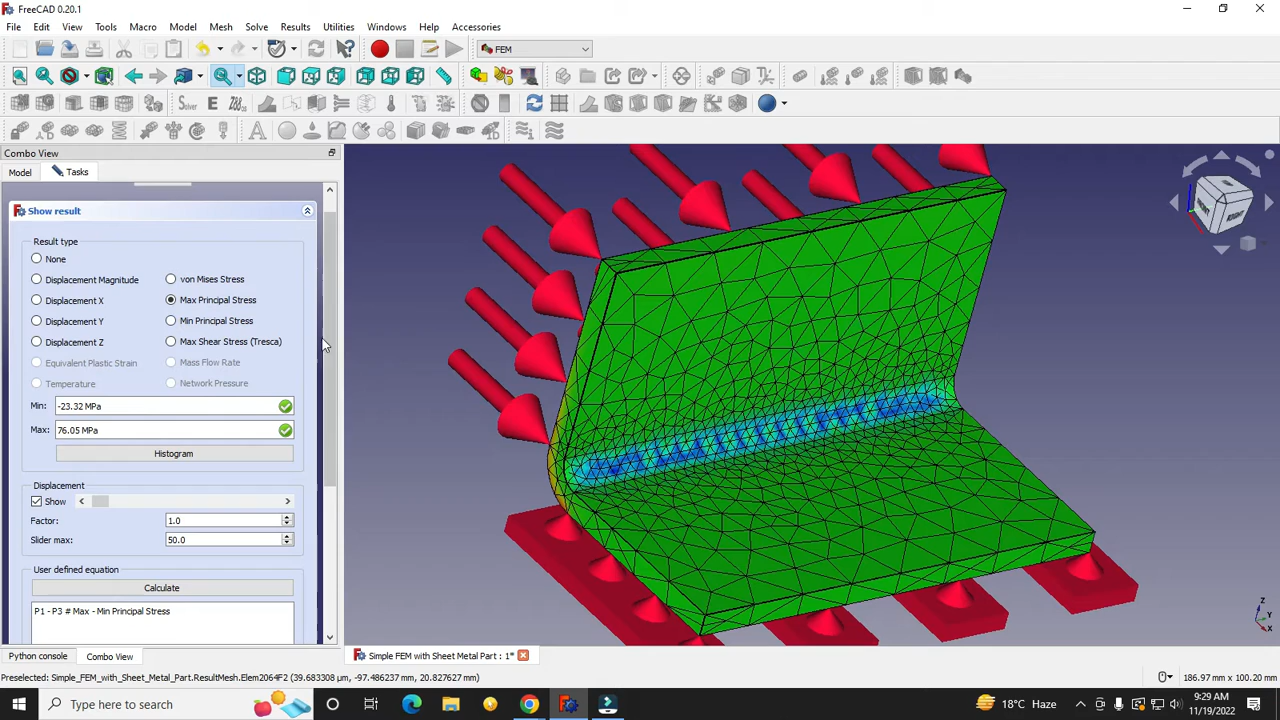 FreeCAD 0.20.1
File Edit View Tools Macro Model Mesh Solve Results Utilities Windows Help Accessories
FEM
Combo View
Model Tasks
Show result
Result type
None
Displacement Magnitude von Mises Stress
Displacement X Max Principal Stress
Displacement Y Min Principal Stress
Displacement Z Max Shear Stress (Tresca)
Equivalent Plastic Strain Mass Flow Rate
Temperature Network Pressure
Min: -23.32 MPa
Max: 76.05 MPa
Histogram
Displacement
Show
Factor: 1.0
Slider max: 50.0
User defined equation
Calculate
P1 - P3 # Max - Min Principal Stress
Z
Y
X
Python console Combo View Simple FEM with Sheet Metal Part : 1*
Preselected: Simple_FEM_with_Sheet_Metal_Part.ResultMesh.Elem2064F2 (39.683308 µm, -97.486237 mm, 20.827627 mm) 186.97 mm x 100.20 mm
Type here to search 18°C Haze 9:29 AM
11/19/2022